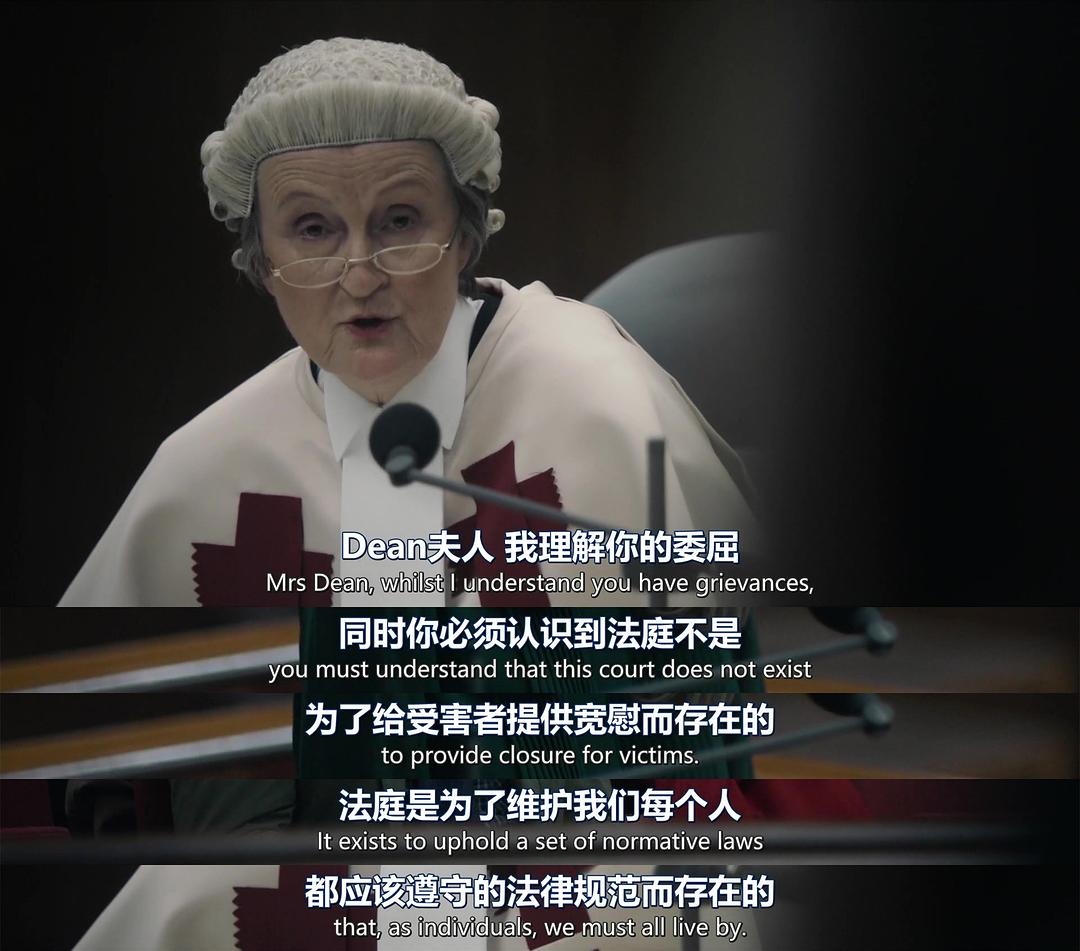 Dean夫人 我理解你的委屈
Mrs Dean, whilst I understand you have grievances,
同时你必须认识到法庭不是
you must understand that this court does not exist
为了给受害者提供宽慰而存在的
to provide closure for victims.
法庭是为了维护我们每个人
It exists to uphold a set of normative laws
都应该遵守的法律规范而存在的
that, as individuals, we must all live by.